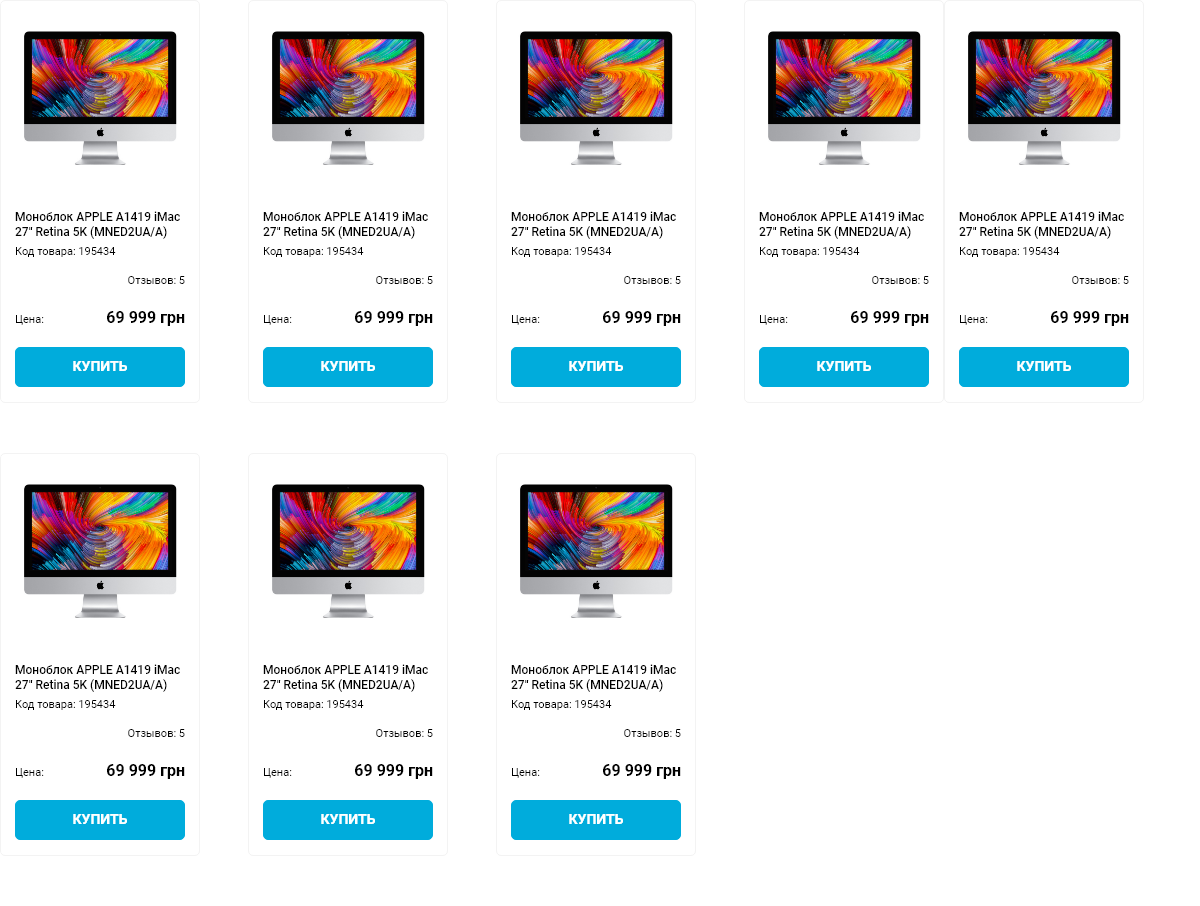 Моноблок APPLE A1419 iMac
27" Retina 5K (MNED2UA/A)
Код товара: 195434
Отзывов: 5
Цена: 69 999 грн
КУПИТЬ
Моноблок APPLE A1419 iMac
27" Retina 5K (MNED2UA/A)
Код товара: 195434
Отзывов: 5
Цена: 69 999 грн
КУПИТЬ
Моноблок APPLE A1419 iMac
27" Retina 5K (MNED2UA/A)
Код товара: 195434
Отзывов: 5
Цена: 69 999 грн
КУПИТЬ
Моноблок APPLE A1419 iMac
27" Retina 5K (MNED2UA/A)
Код товара: 195434
Отзывов: 5
Цена: 69 999 грн
КУПИТЬ
Моноблок APPLE A1419 iMac
27" Retina 5K (MNED2UA/A)
Код товара: 195434
Отзывов: 5
Цена: 69 999 грн
КУПИТЬ
Моноблок APPLE A1419 iMac
27" Retina 5K (MNED2UA/A)
Код товара: 195434
Отзывов: 5
Цена: 69 999 грн
КУПИТЬ
Моноблок APPLE A1419 iMac
27" Retina 5K (MNED2UA/A)
Код товара: 195434
Отзывов: 5
Цена: 69 999 грн
КУПИТЬ
Моноблок APPLE A1419 iMac
27" Retina 5K (MNED2UA/A)
Код товара: 195434
Отзывов: 5
Цена: 69 999 грн
КУПИТЬ